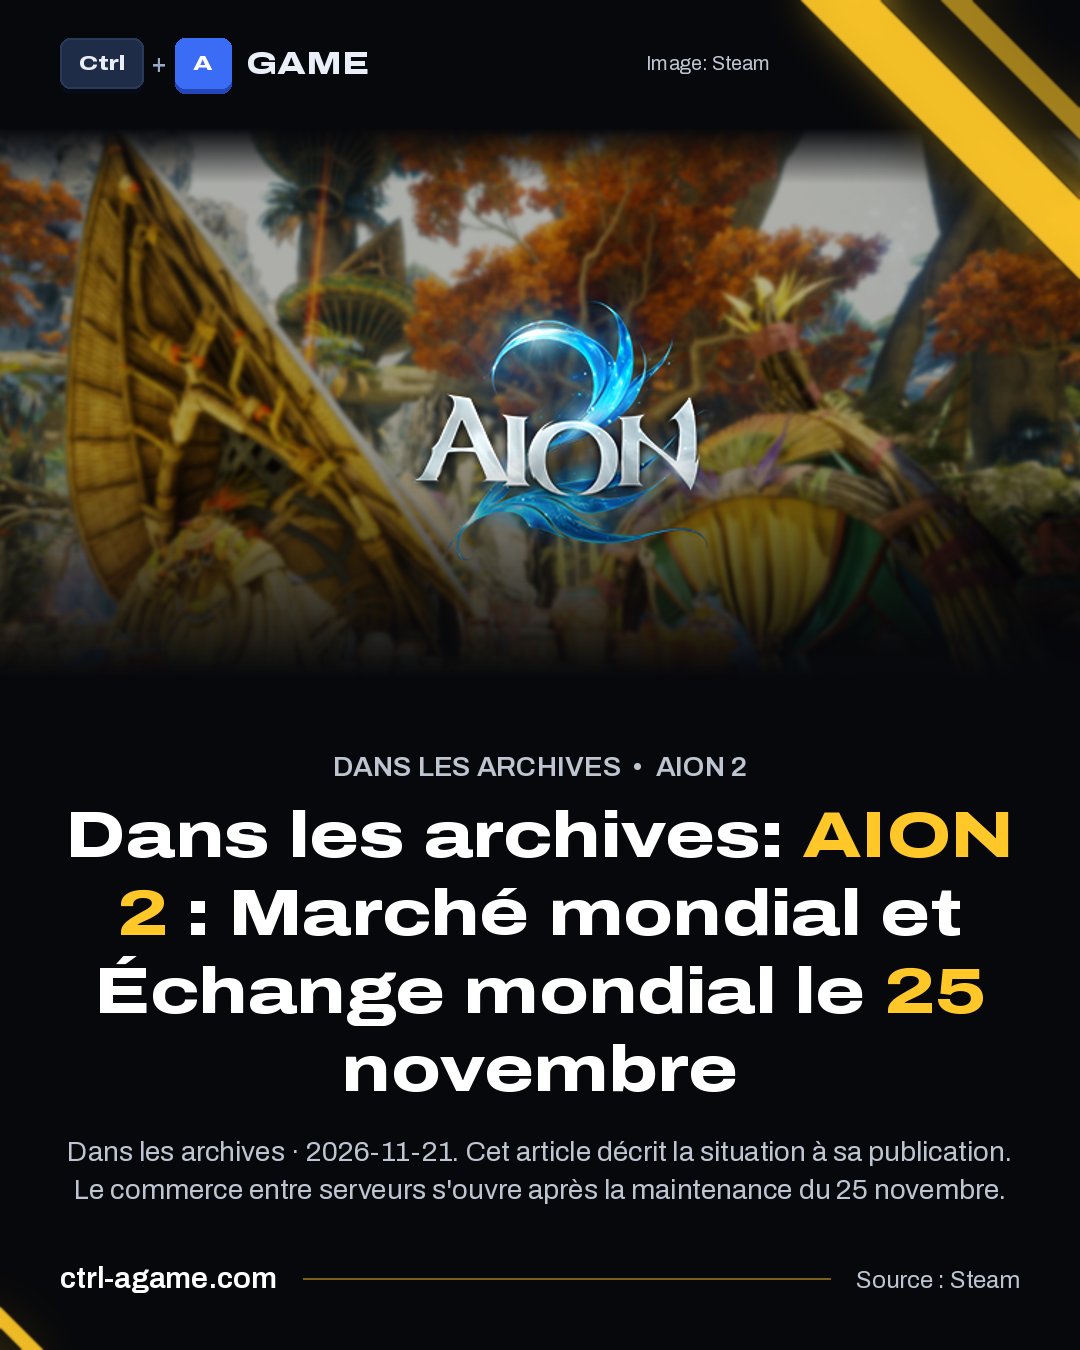 Ctrl + A GAME
Image: Steam
AION 2
DANS LES ARCHIVES • AION 2
Dans les archives: AION
2 : Marché mondial et
Échange mondial le 25
novembre
Dans les archives · 2026-11-21. Cet article décrit la situation à sa publication.
Le commerce entre serveurs s'ouvre après la maintenance du 25 novembre.
ctrl-agame.com
Source : Steam